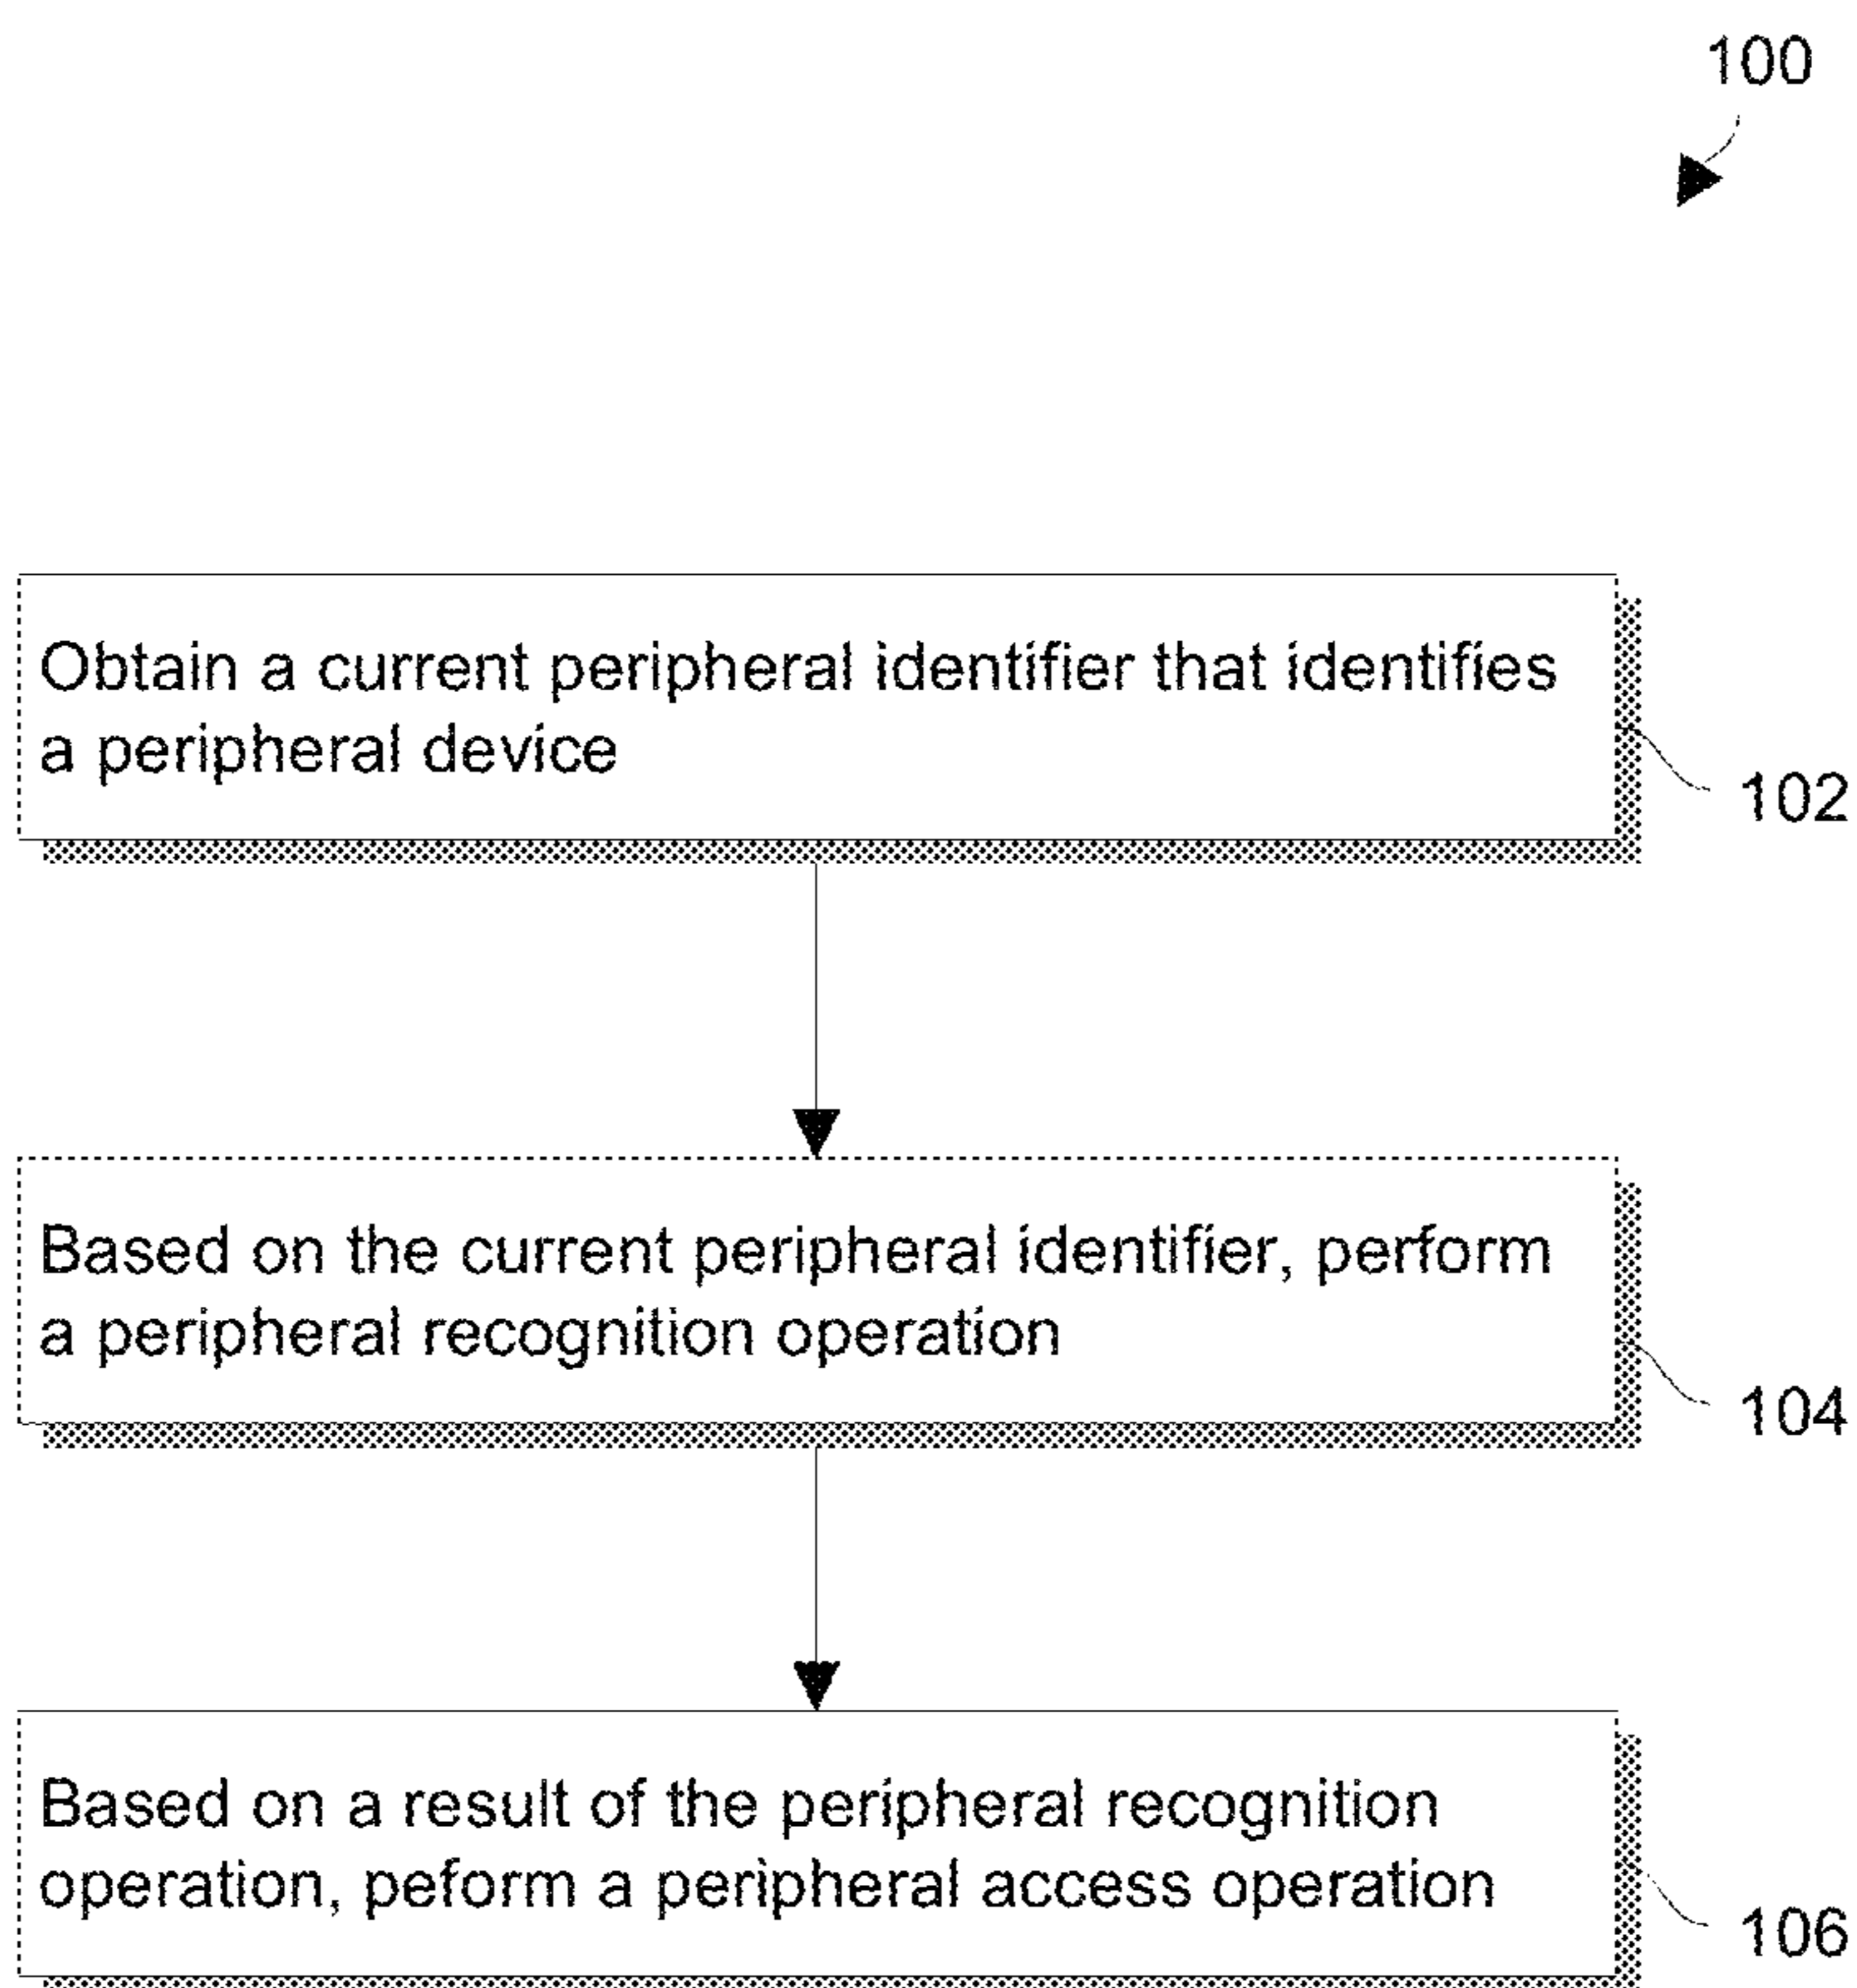 100
Obtain a current peripheral identifier that identifies
a peripheral device
102
Based on the current peripheral identifier, perform
a peripheral recognition operation
104
Based on a result of the peripheral recognition
operation, peform a peripheral access operation
106